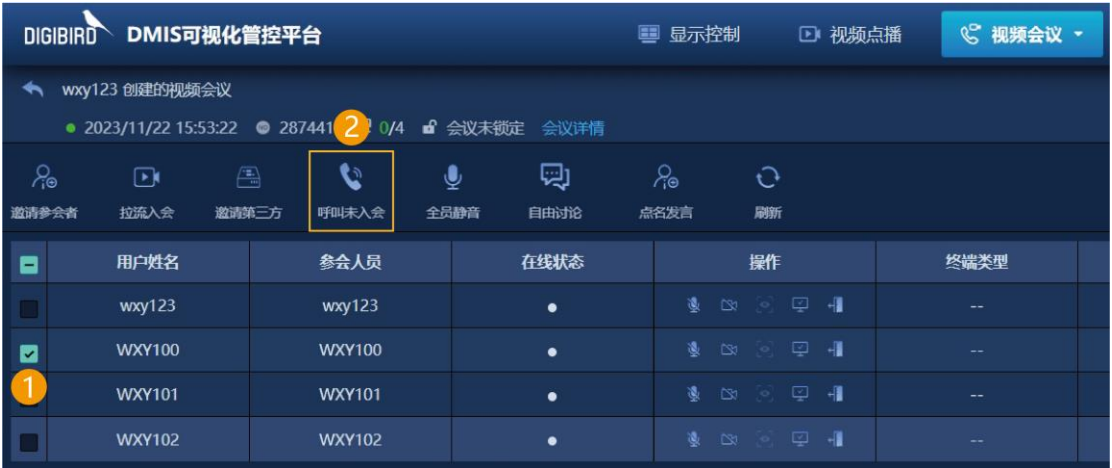 DIGIBIRD DMIS可视化管控平台 显示控制 视频点播 视频会议
wxy123 创建的视频会议
2023/11/22 15:53:22 287441 2 0/4 会议未锁定 会议详情
邀请参会者 拉流入会 邀请第三方 呼叫未入会 全员静音 自由讨论 点名发言 刷新
用户姓名 参会人员 在线状态 操作 终端类型
wxy123 wxy123 --
WXY100 WXY100 --
1 WXY101 WXY101 --
WXY102 WXY102 --